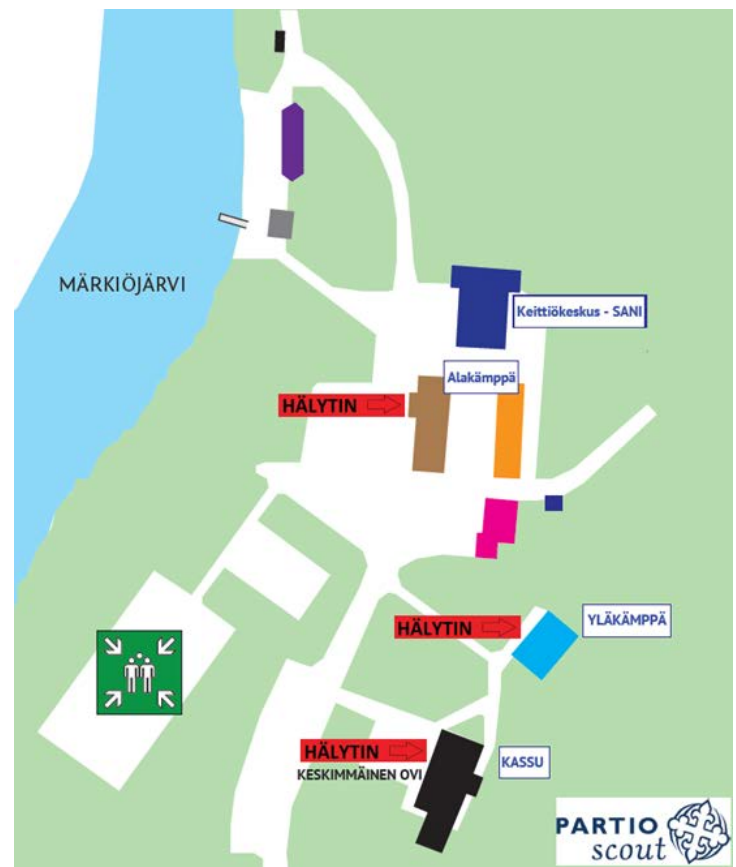 MÄRKIÖJÄRVI
Keittiökeskus - SANI
Alakämppä
HÄLYTIN
HÄLYTIN
YLÄKÄMPPÄ
HÄLYTIN
KESKIMMÄINEN OVI
KASSU
PARTIO
scout